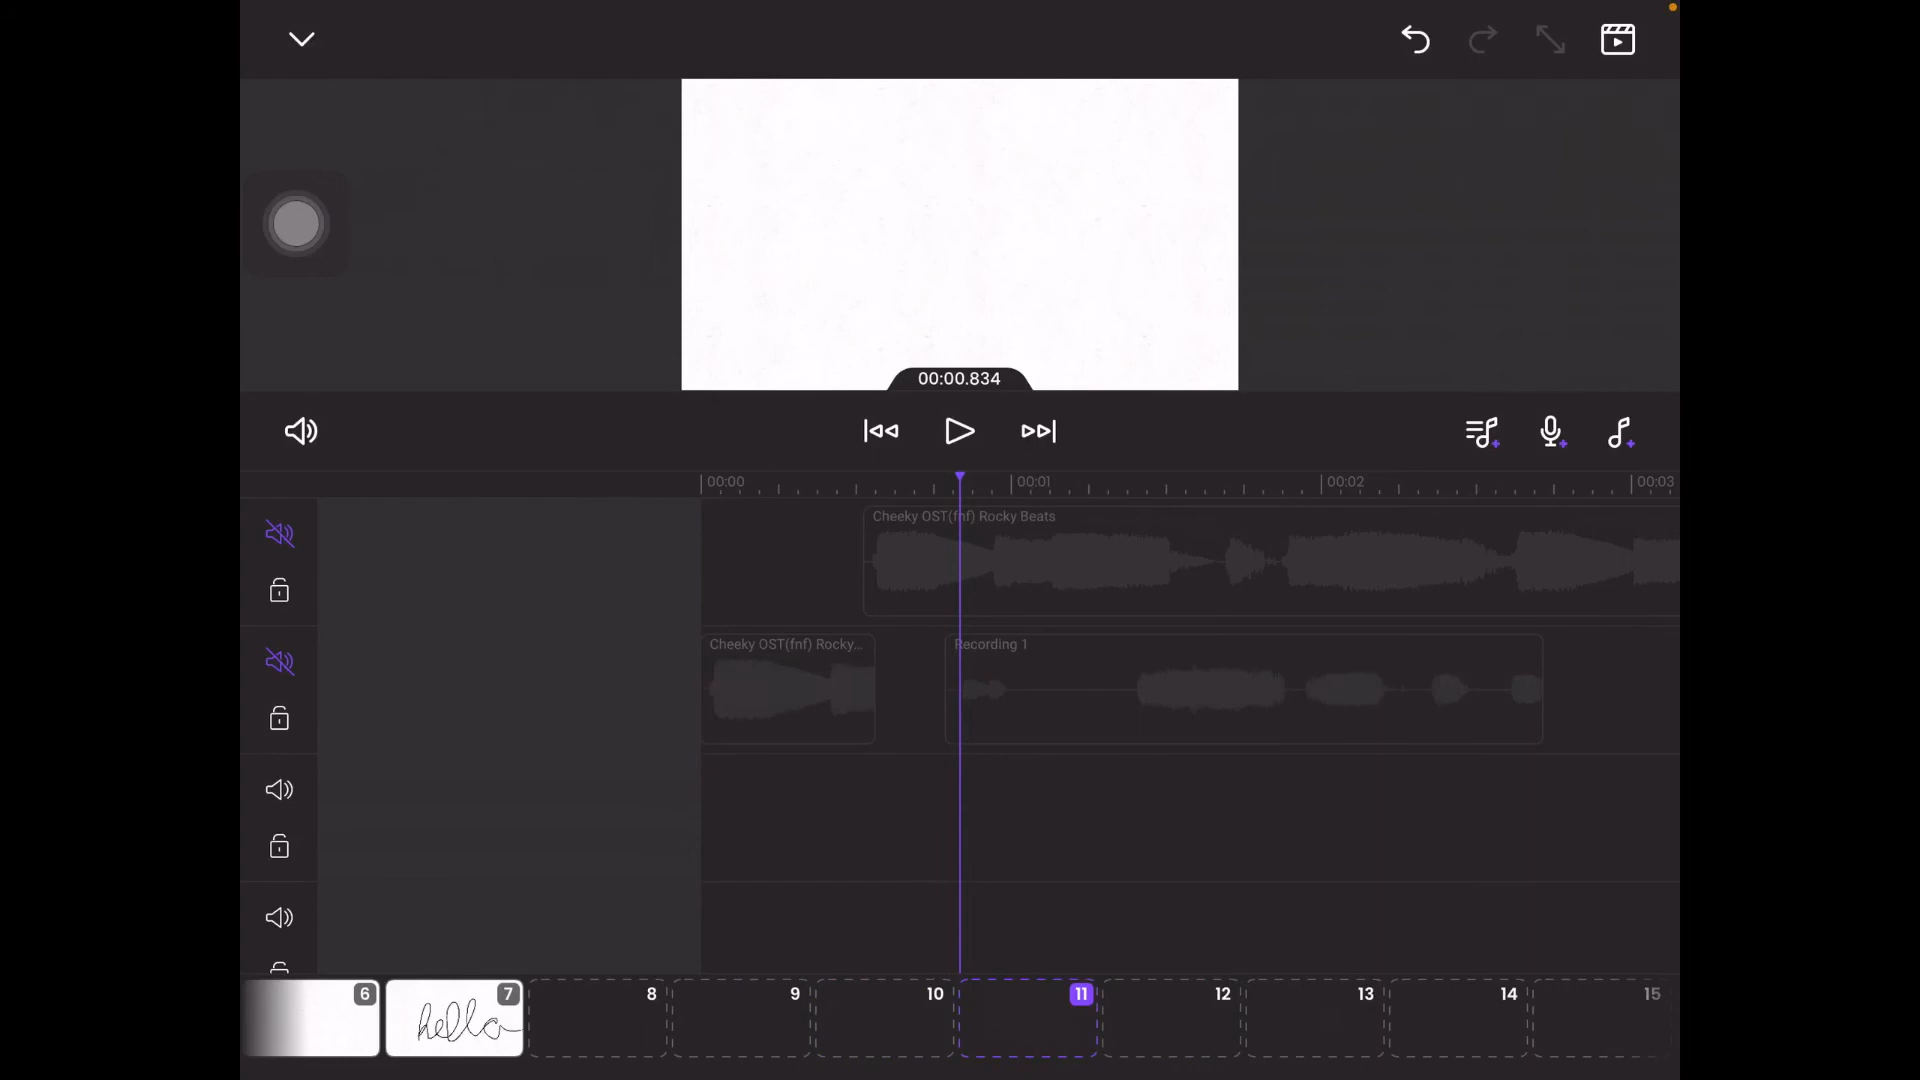 00:00.834
00:00 00:01 00:02 00:03
Cheeky OST(fnf) Rocky Beats
Cheeky OST(fnf) Rocky... Recording 1
6 7 8 9 10 11 12 13 14 15
hello